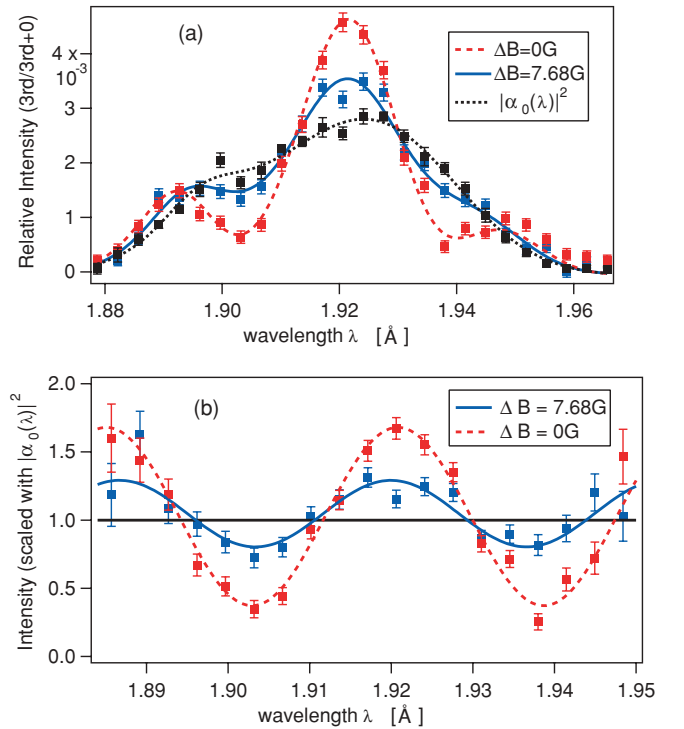 (a)
ΔB=0G
ΔB=7.68G
|α₀(λ)|²
Relative Intensity (3rd/3rd+0)
4 x
10⁻³
3
2
1
0
1.88 1.90 1.92 1.94 1.96
wavelength λ [Å]
(b)
Δ B = 7.68G
Δ B = 0G
Intensity (scaled with |α₀(λ)|²
2.0
1.5
1.0
0.5
0.0
1.89 1.90 1.91 1.92 1.93 1.94 1.95
wavelength λ [Å]